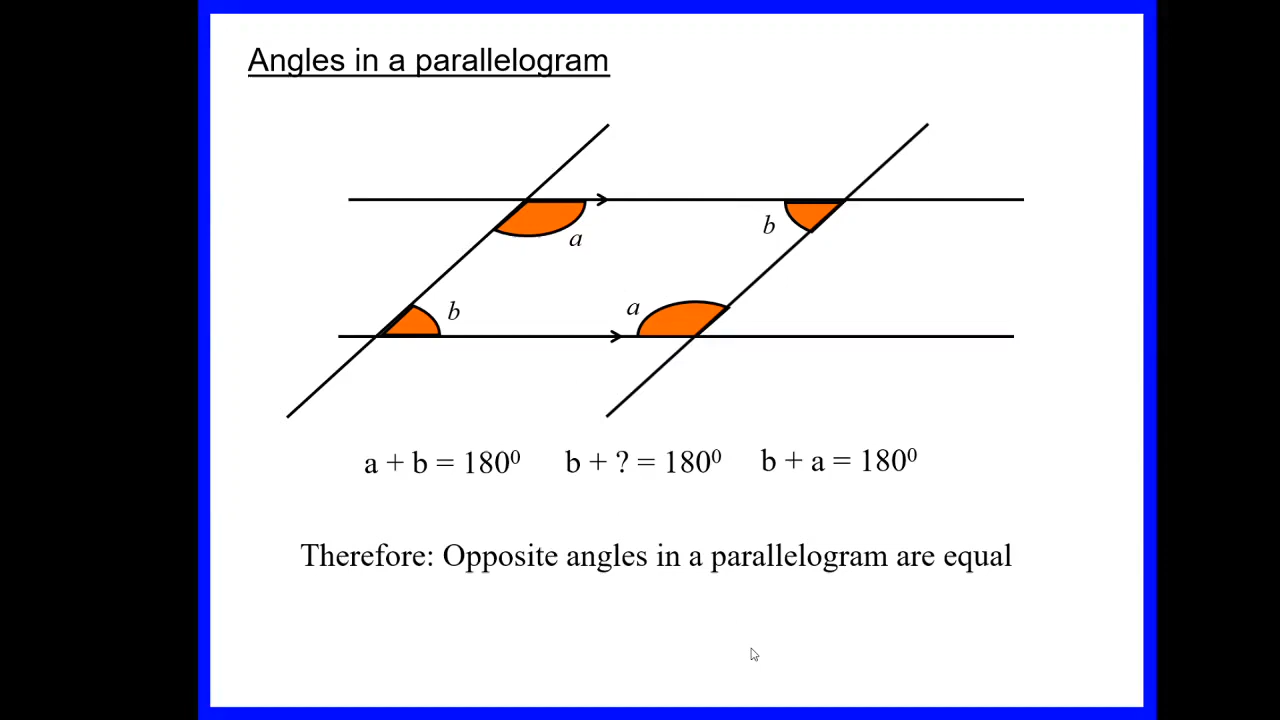 Angles in a parallelogram
a
b
b
a
a + b = 180⁰ b + ? = 180⁰ b + a = 180⁰
Therefore: Opposite angles in a parallelogram are equal